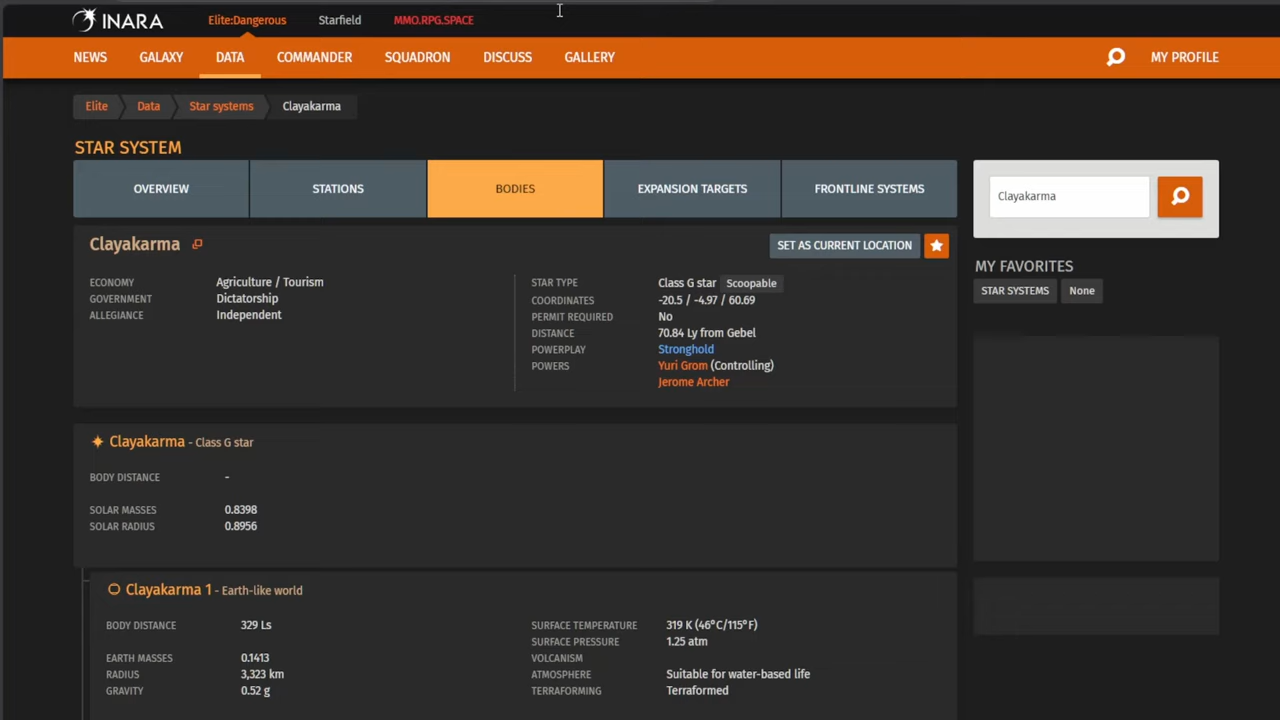 INARA Elite:Dangerous Starfield MMO.RPG.SPACE
NEWS GALAXY DATA COMMANDER SQUADRON DISCUSS GALLERY MY PROFILE
Elite Data Star systems Clayakarma
STAR SYSTEM
OVERVIEW STATIONS BODIES EXPANSION TARGETS FRONTLINE SYSTEMS
Clayakarma
Clayakarma SET AS CURRENT LOCATION
ECONOMY Agriculture / Tourism
GOVERNMENT Dictatorship
ALLEGIANCE Independent
STAR TYPE Class G star Scoopable
COORDINATES -20.5 / -4.97 / 60.69
PERMIT REQUIRED No
DISTANCE 70.84 Ly from Gebel
POWERPLAY Stronghold
POWERS Yuri Grom (Controlling)
Jerome Archer
MY FAVORITES
STAR SYSTEMS None
Clayakarma - Class G star
BODY DISTANCE -
SOLAR MASSES 0.8398
SOLAR RADIUS 0.8956
Clayakarma 1 - Earth-like world
BODY DISTANCE 329 Ls
EARTH MASSES 0.1413
RADIUS 3,323 km
GRAVITY 0.52 g
SURFACE TEMPERATURE 319 K (46°C/115°F)
SURFACE PRESSURE 1.25 atm
VOLCANISM
ATMOSPHERE Suitable for water-based life
TERRAFORMING Terraformed